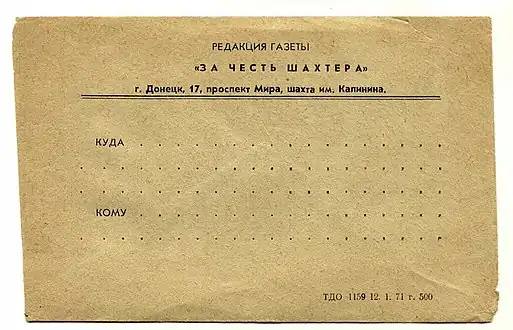 РЕДАКЦИЯ ГАЗЕТЫ
«ЗА ЧЕСТЬ ШАХТЕРА»
г. Донецк, 17, проспект Мира, шахта им. Калинина.
КУДА
КОМУ
ТДО 1159 12. 1. 71 г. 500